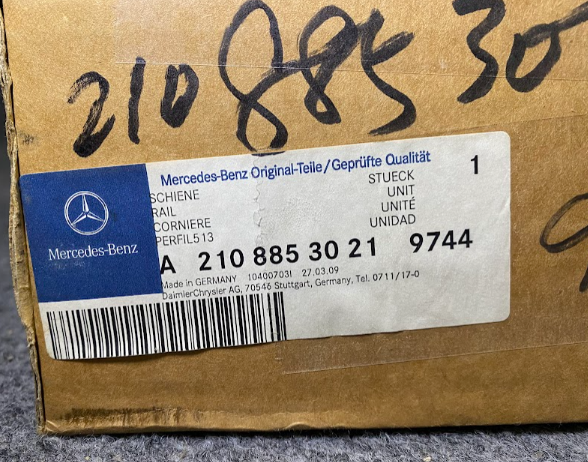 210 885 30
Mercedes-Benz Original-Teile/Geprüfte Qualität
1
SCHIENE
RAIL
CORNIERE
PERFIL513
STUECK
UNIT
UNITÉ
UNIDAD
Mercedes-Benz
A 210 885 30 21 9744
Made in GERMANY 104007031 27.03.09
DaimlerChrysler AG, 70546 Stuttgart, Germany, Tel. 0711/17-0